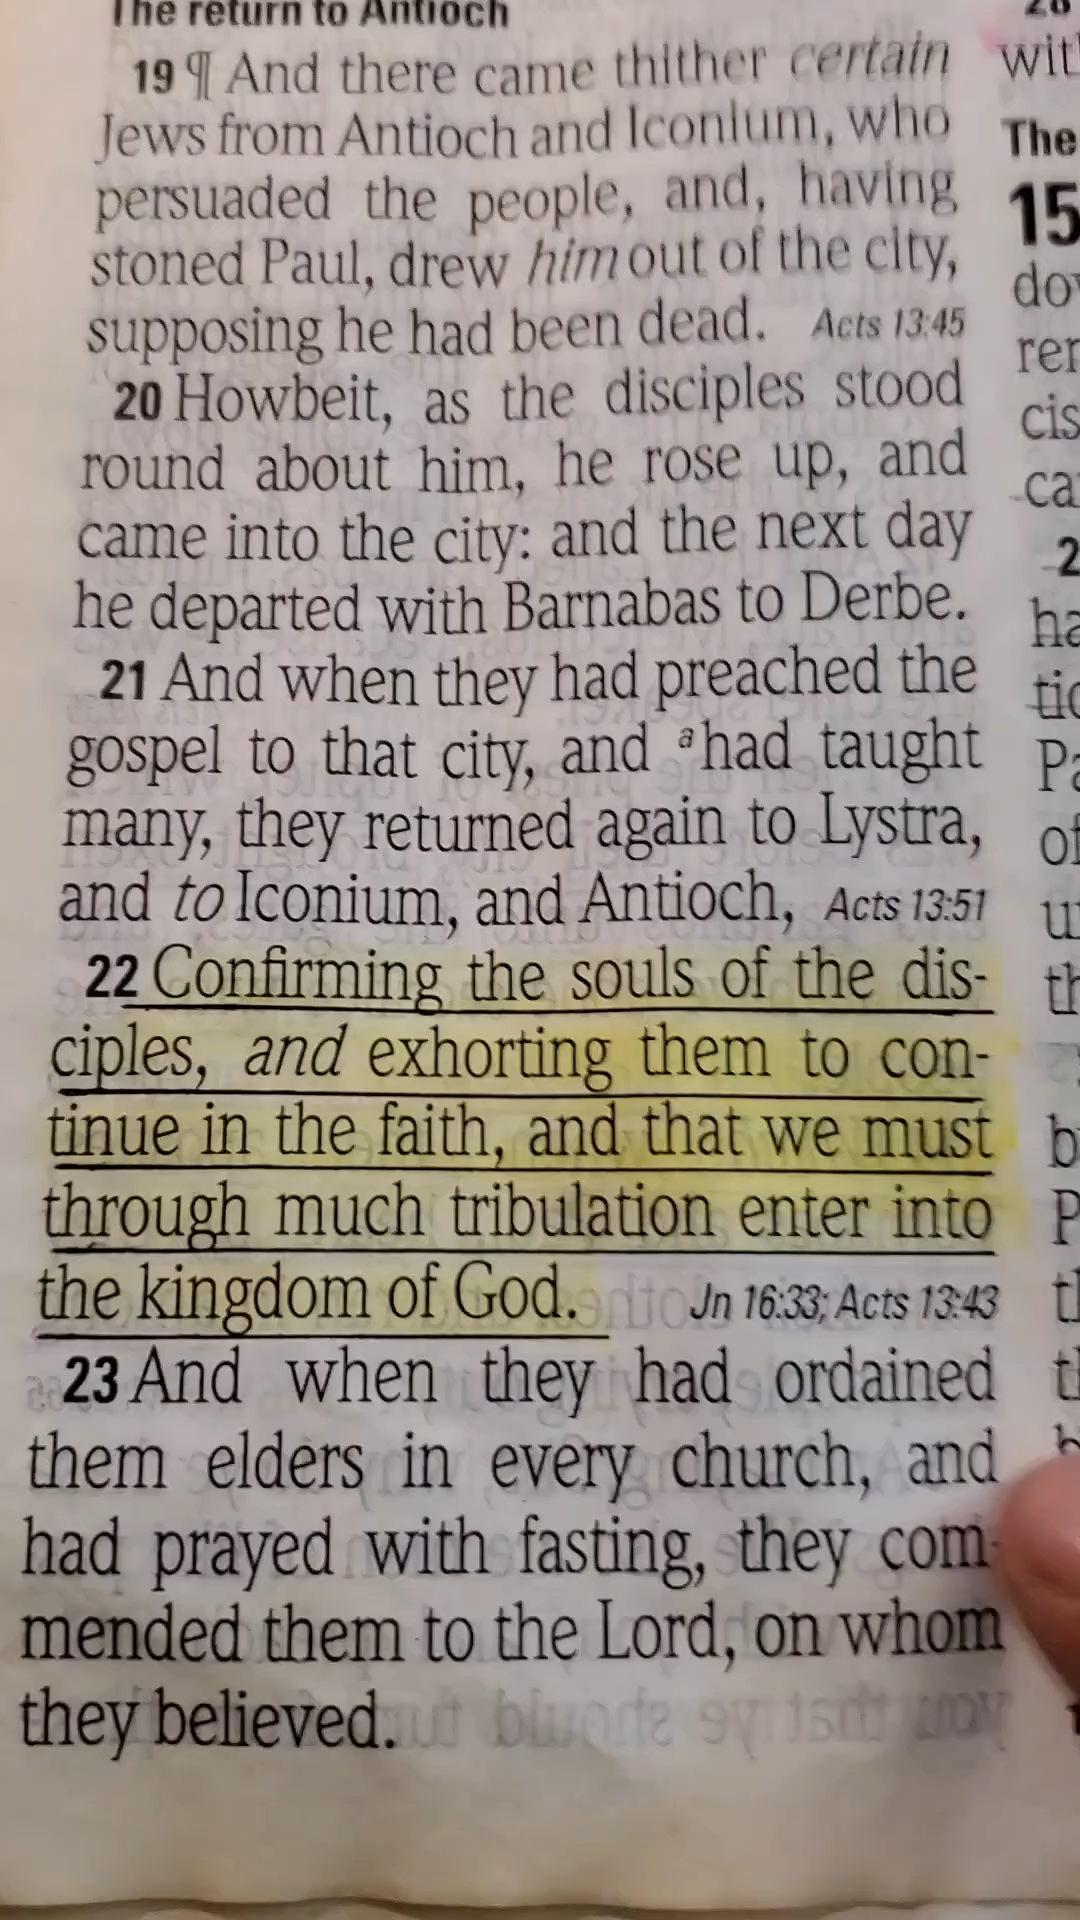 The return to Antioch
19 ¶ And there came thither certain
Jews from Antioch and Iconium, who
persuaded the people, and, having
stoned Paul, drew him out of the city,
supposing he had been dead. Acts 13:45
20 Howbeit, as the disciples stood
round about him, he rose up, and
came into the city: and the next day
he departed with Barnabas to Derbe.
21 And when they had preached the
gospel to that city, and ª had taught
many, they returned again to Lystra,
and to Iconium, and Antioch, Acts 13:51
22 Confirming the souls of the dis-
ciples, and exhorting them to con-
tinue in the faith, and that we must
through much tribulation enter into
the kingdom of God. Jn 16:33; Acts 13:43
23 And when they had ordained
them elders in every church, and
had prayed with fasting, they com-
mended them to the Lord, on whom
they believed.
The
15
2